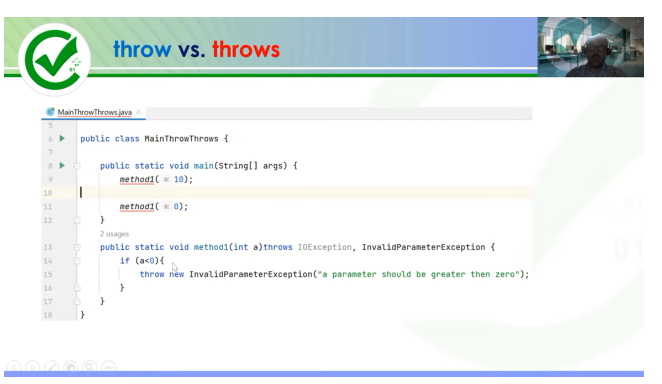 throw vs. throws
01
MainThrowThrows.java ×
5
6 public class MainThrowThrows {
7
8 public static void main(String[] args) {
9 method1( a: 10);
10
11 method1( a: 0);
12 }
2 usages
13 public static void method1(int a)throws IOException, InvalidParameterException {
14 if (a<0){
15 throw new InvalidParameterException("a parameter should be greater then zero");
16 }
17 }
18 }
01